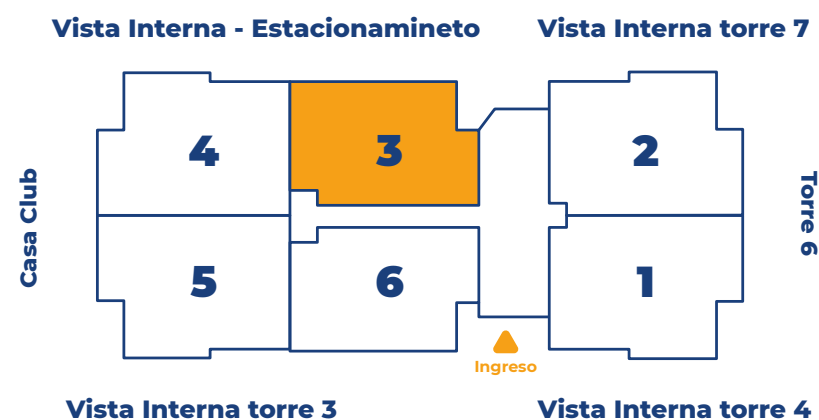 Vista Interna - Estacionamineto
Vista Interna torre 7
4
3
2
Casa Club
Torre 6
5
6
1
Ingreso
Vista Interna torre 3
Vista Interna torre 4